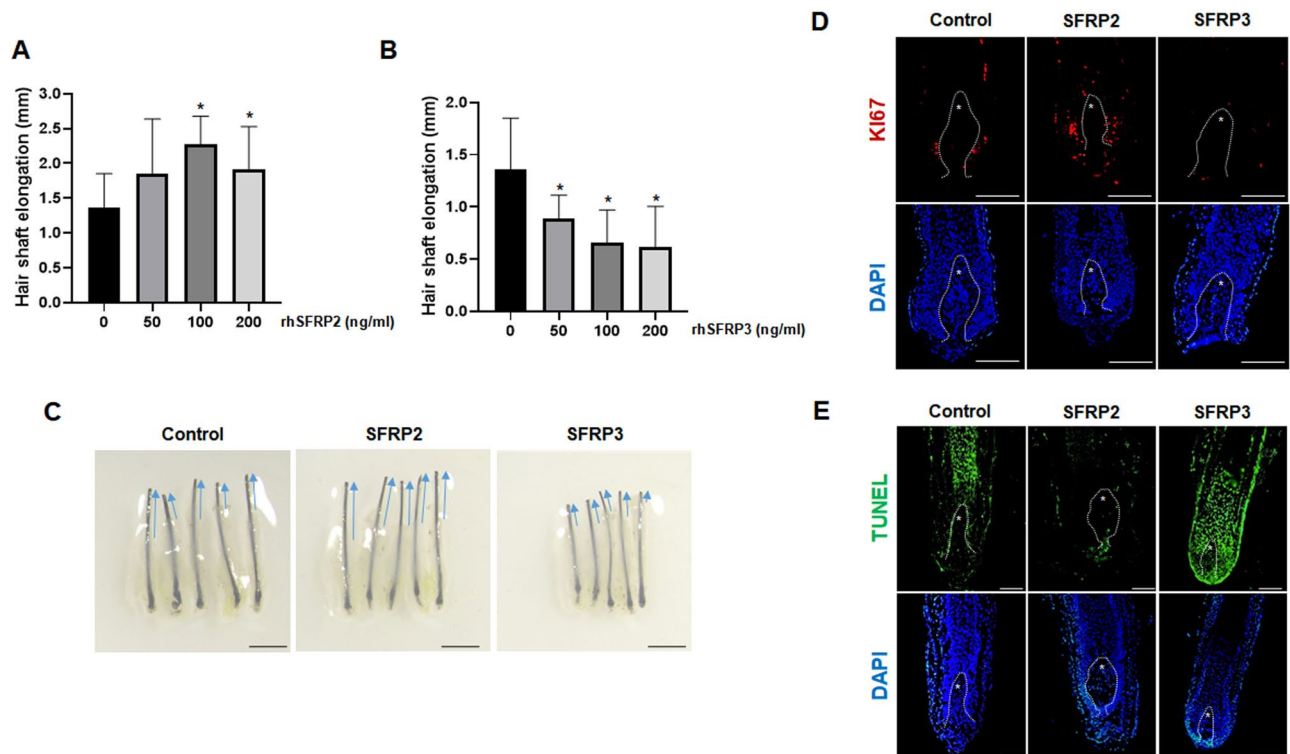 A
Hair shaft elongation (mm)
3.0
2.5
2.0
1.5
1.0
0.5
0.0
* *
0 50 100 200 rhSFRP2 (ng/ml)
B
Hair shaft elongation (mm)
2.0
1.5
1.0
0.5
0.0
* * *
0 50 100 200 rhSFRP3 (ng/ml)
C
Control SFRP2 SFRP3
D
Control SFRP2 SFRP3
KI67
* * *
DAPI
* * *
E
Control SFRP2 SFRP3
TUNEL
* * *
DAPI
* * *